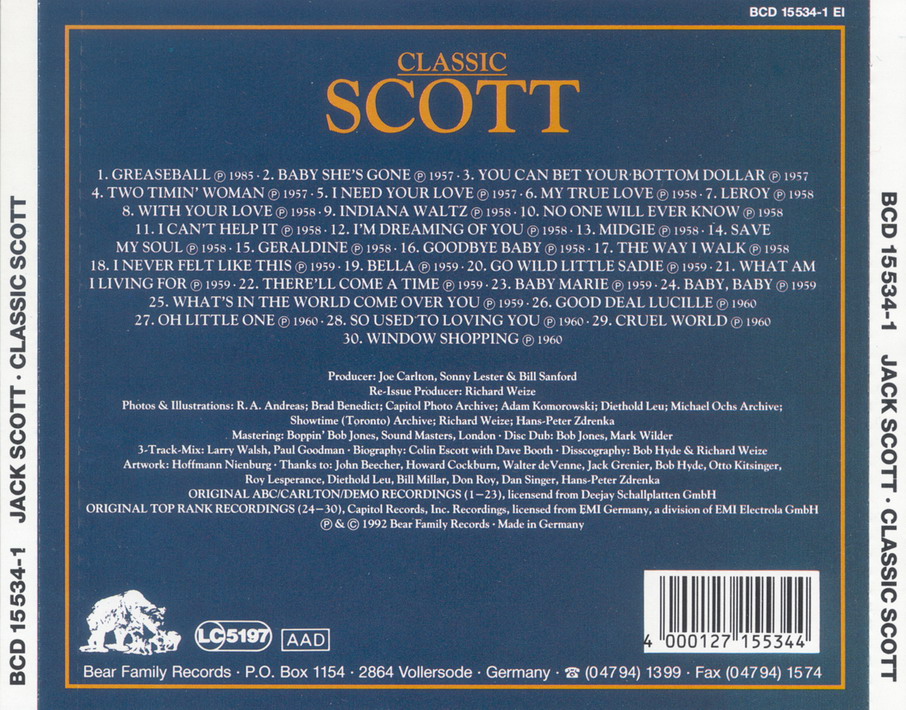 BCD 15534-1 EI
CLASSIC
SCOTT
1. GREASEBALL ℗ 1985 · 2. BABY SHE'S GONE ℗ 1957 · 3. YOU CAN BET YOUR BOTTOM DOLLAR ℗ 1957
4. TWO TIMIN' WOMAN ℗ 1957 · 5. I NEED YOUR LOVE ℗ 1957 · 6. MY TRUE LOVE ℗ 1958 · 7. LEROY ℗ 1958
8. WITH YOUR LOVE ℗ 1958 · 9. INDIANA WALTZ ℗ 1958 · 10. NO ONE WILL EVER KNOW ℗ 1958
11. I CAN'T HELP IT ℗ 1958 · 12. I'M DREAMING OF YOU ℗ 1958 · 13. MIDGIE ℗ 1958 · 14. SAVE
MY SOUL ℗ 1958 · 15. GERALDINE ℗ 1958 · 16. GOODBYE BABY ℗ 1958 · 17. THE WAY I WALK ℗ 1958
18. I NEVER FELT LIKE THIS ℗ 1959 · 19. BELLA ℗ 1959 · 20. GO WILD LITTLE SADIE ℗ 1959 · 21. WHAT AM
I LIVING FOR ℗ 1959 · 22. THERE'LL COME A TIME ℗ 1959 · 23. BABY MARIE ℗ 1959 · 24. BABY, BABY ℗ 1959
25. WHAT'S IN THE WORLD COME OVER YOU ℗ 1959 · 26. GOOD DEAL LUCILLE ℗ 1960
27. OH LITTLE ONE ℗ 1960 · 28. SO USED TO LOVING YOU ℗ 1960 · 29. CRUEL WORLD ℗ 1960
30. WINDOW SHOPPING ℗ 1960
Producer: Joe Carlton, Sonny Lester & Bill Sanford
Re-Issue Producer: Richard Weize
Photos & Illustrations: R. A. Andreas; Brad Benedict; Capitol Photo Archive; Adam Komorowski; Diethold Leu; Michael Ochs Archive;
Showtime (Toronto) Archive; Richard Weize; Hans-Peter Zdrenka
Mastering: Boppin' Bob Jones, Sound Masters, London · Disc Dub: Bob Jones, Mark Wilder
3-Track-Mix: Larry Walsh, Paul Goodman · Biography: Colin Escott with Dave Booth · Disscography: Bob Hyde & Richard Weize
Artwork: Hoffmann Nienburg · Thanks to: John Beecher, Howard Cockburn, Walter deVenne, Jack Grenier, Bob Hyde, Otto Kitsinger,
Roy Lesperance, Diethold Leu, Bill Millar, Don Roy, Dan Singer, Hans-Peter Zdrenka
ORIGINAL ABC/CARLTON/DEMO RECORDINGS (1–23), licensend from Deejay Schallplatten GmbH
ORIGINAL TOP RANK RECORDINGS (24–30), Capitol Records, Inc. Recordings, licensed from EMI Germany, a division of EMI Electrola GmbH
℗ & © 1992 Bear Family Records · Made in Germany
LC 5197
AAD
4 000127 155344
Bear Family Records · P.O. Box 1154 · 2864 Vollersode · Germany · ☎ (04794) 1399 · Fax (04794) 1574
BCD 15534-1 JACK SCOTT · CLASSIC SCOTT
BCD 15534-1 JACK SCOTT · CLASSIC SCOTT